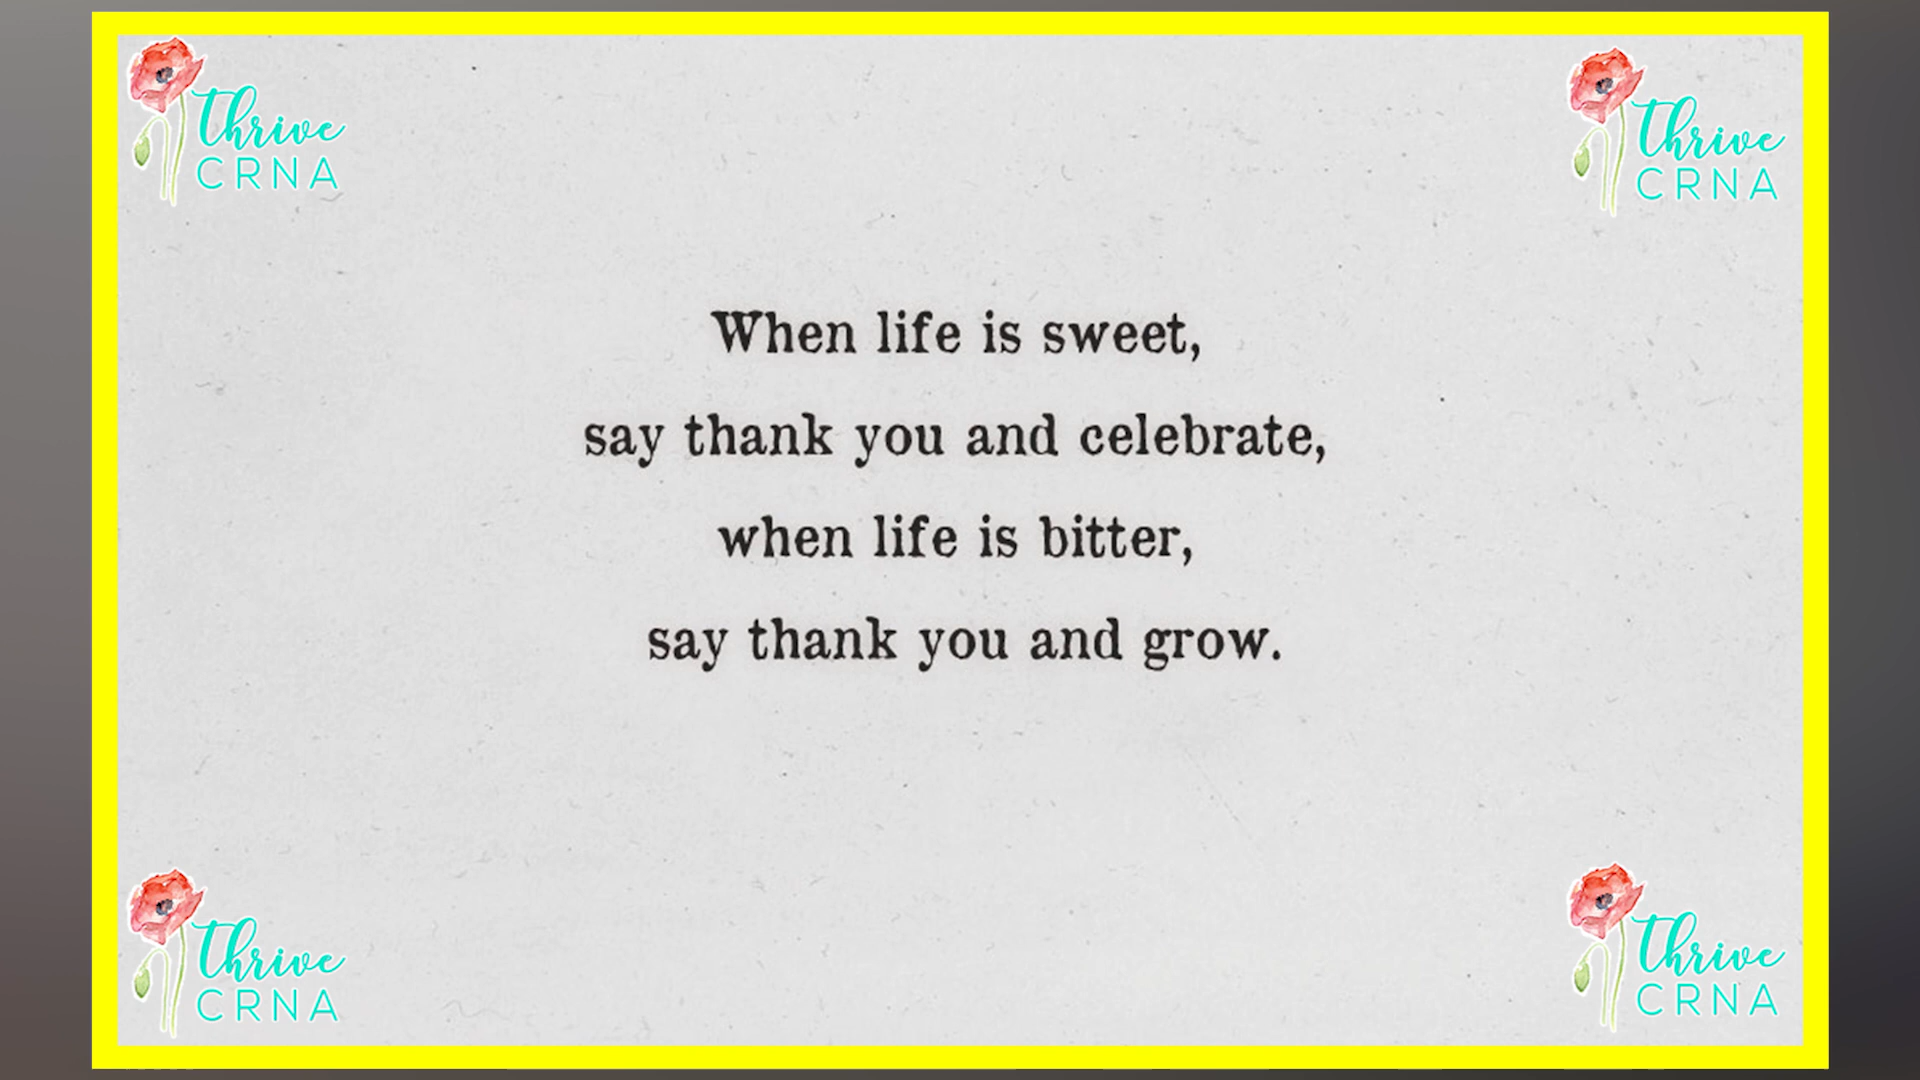 Thrive
CRNA
Thrive
CRNA
When life is sweet,
say thank you and celebrate,
when life is bitter,
say thank you and grow.
Thrive
CRNA
Thrive
CRNA